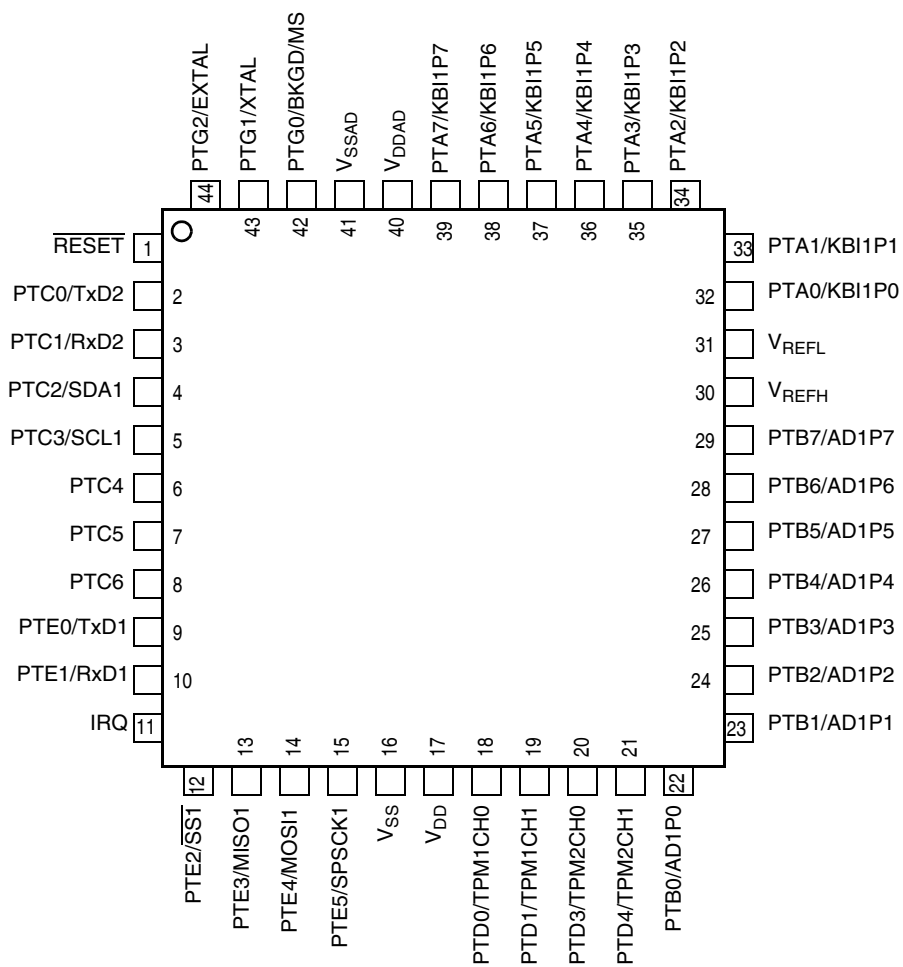 PTG2/EXTAL
PTG1/XTAL
PTG0/BKGD/MS
VSSAD
VDDAD
PTA7/KBI1P7
PTA6/KBI1P6
PTA5/KBI1P5
PTA4/KBI1P4
PTA3/KBI1P3
PTA2/KBI1P2
44
43
42
41
40
39
38
37
36
35
34
RESET 1
PTC0/TxD2 2
PTC1/RxD2 3
PTC2/SDA1 4
PTC3/SCL1 5
PTC4 6
PTC5 7
PTC6 8
PTE0/TxD1 9
PTE1/RxD1 10
IRQ 11
33 PTA1/KBI1P1
32 PTA0/KBI1P0
31 VREFL
30 VREFH
29 PTB7/AD1P7
28 PTB6/AD1P6
27 PTB5/AD1P5
26 PTB4/AD1P4
25 PTB3/AD1P3
24 PTB2/AD1P2
23 PTB1/AD1P1
12
13
14
15
16
17
18
19
20
21
22
PTE2/SS1
PTE3/MISO1
PTE4/MOSI1
PTE5/SPSCK1
VSS
VDD
PTD0/TPM1CH0
PTD1/TPM1CH1
PTD3/TPM2CH0
PTD4/TPM2CH1
PTB0/AD1P0